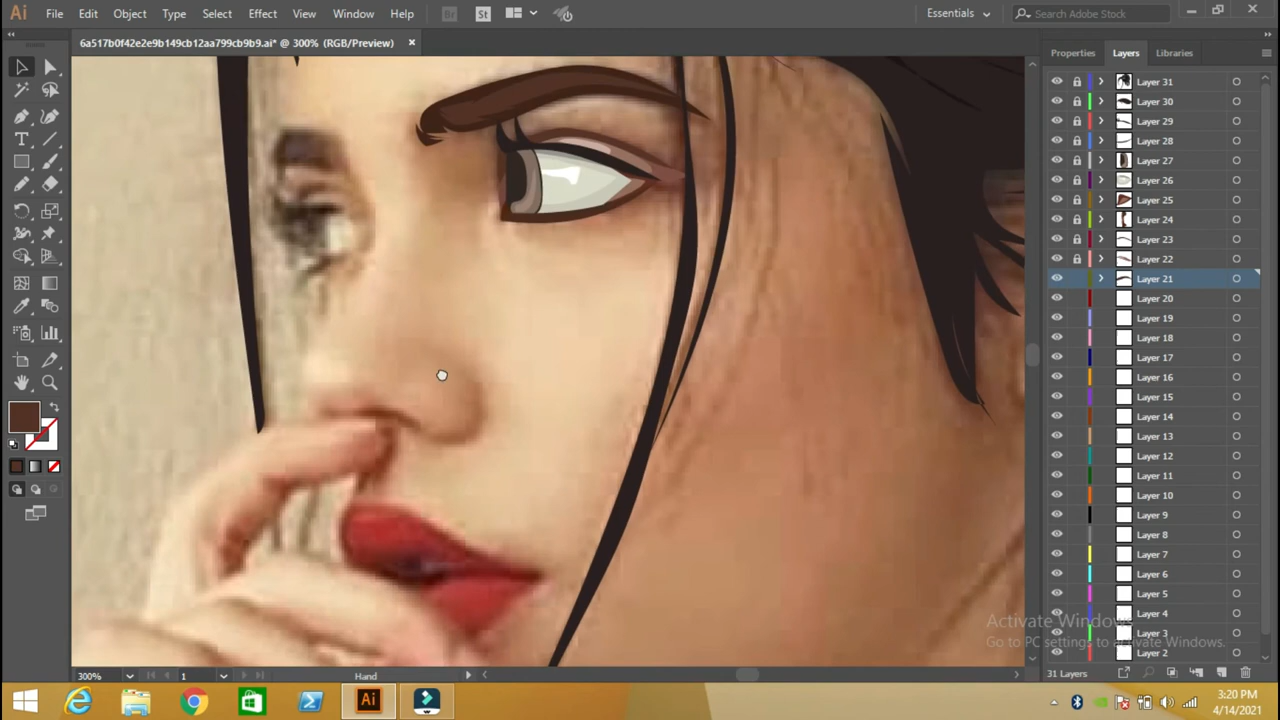 Ai File Edit Object Type Select Effect View Window Help Br St Essentials Search Adobe Stock
6a517b0f42e2e9b149cb12aa799cb9b9.ai* @ 300% (RGB/Preview) ×
Properties Layers Libraries
Layer 31
Layer 30
Layer 29
Layer 28
Layer 27
Layer 26
Layer 25
Layer 24
Layer 23
Layer 22
Layer 21
Layer 20
Layer 19
Layer 18
Layer 17
Layer 16
Layer 15
Layer 14
Layer 13
Layer 12
Layer 11
Layer 10
Layer 9
Layer 8
Layer 7
Layer 6
Layer 5
Layer 4
Layer 3
Layer 2
Activate Windows
Go to PC settings to activate Windows.
300% 1 Hand 31 Layers
Ai
3:20 PM
4/14/2021